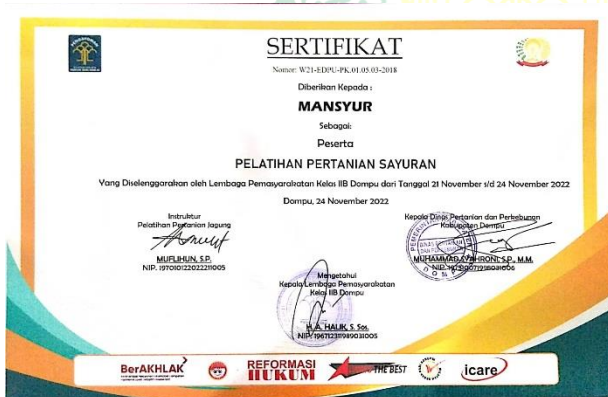 SERTIFIKAT
Nomor: W21-EDPU-PK.01.05.03-2018
Diberikan Kepada :
MANSYUR
Sebagai:
Peserta
PELATIHAN PERTANIAN SAYURAN
Yang Diselenggarakan oleh Lembaga Pemasyarakatan Kelas IIB Dompu dari Tanggal 21 November s/d 24 November 2022
Dompu, 24 November 2022
Instruktur
Pelatihan Pertanian Jagung
MUFLIHUN, S.P.
NIP. 197010122022211005
Kepala Dinas Pertanian dan Perkebunan
Kabupaten Dompu
MUHAMMAD SYAHRONI, S.P., M.M.
Mengetahui
Kepala Lembaga Pemasyarakatan
Kelas IIB Dompu
H. A. HALIK, S. Sos.
BerAKHLAK
REFORMASI
HUKUM
THE BEST
icare